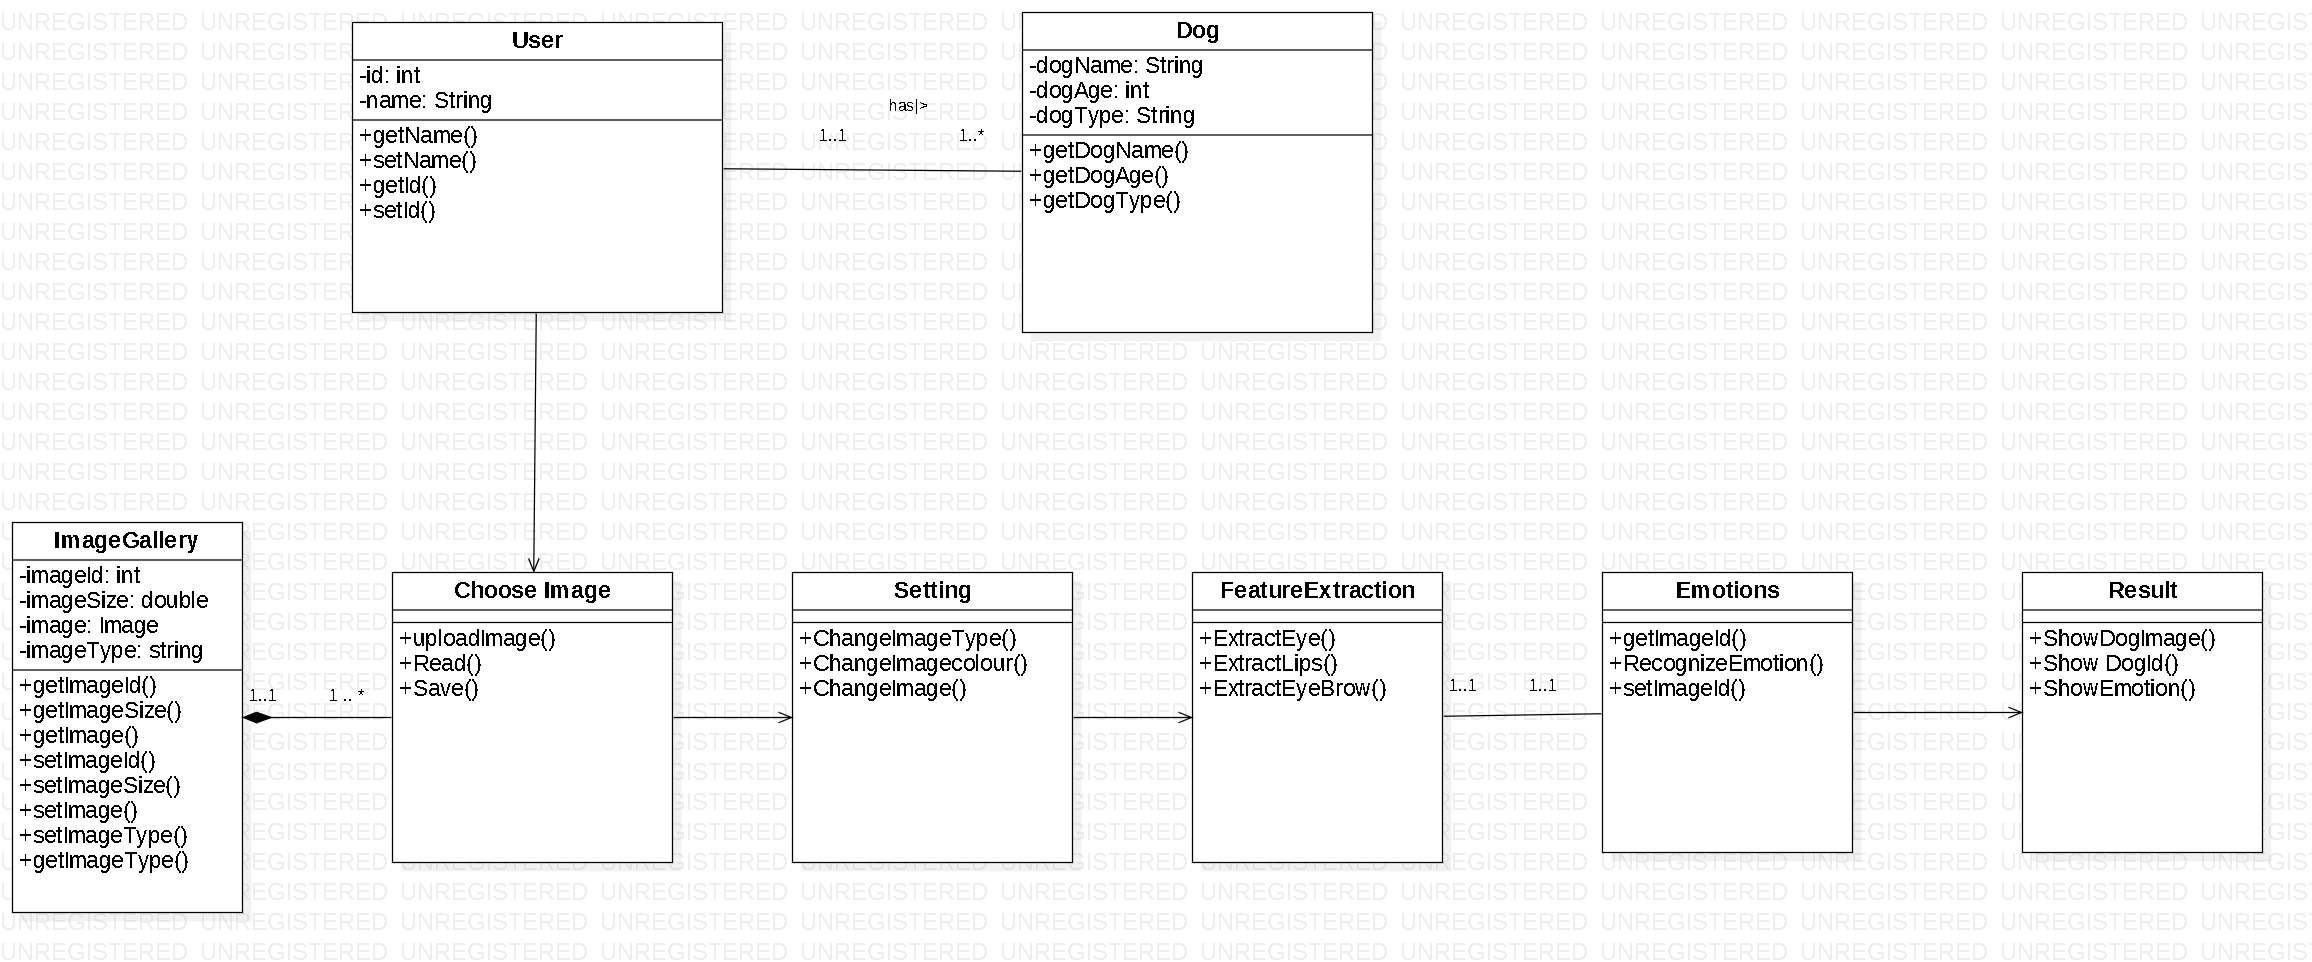 User
-id: int
-name: String
+getName()
+setName()
+getId()
+setId()
has|>
1..1
1..*
Dog
-dogName: String
-dogAge: int
-dogType: String
+getDogName()
+getDogAge()
+getDogType()
ImageGallery
-imageId: int
-imageSize: double
-image: Image
-imageType: string
+getImageId()
+getImageSize()
+getImage()
+setImageId()
+setImageSize()
+setImage()
+setImageType()
+getImageType()
1..1
1 .. *
Choose Image
+uploadImage()
+Read()
+Save()
Setting
+ChangeImageType()
+ChangeImagecolour()
+ChangeImage()
FeatureExtraction
+ExtractEye()
+ExtractLips()
+ExtractEyeBrow()
1..1
1..1
Emotions
+getImageId()
+RecognizeEmotion()
+setImageId()
Result
+ShowDogImage()
+Show DogId()
+ShowEmotion()
UNREGISTERED